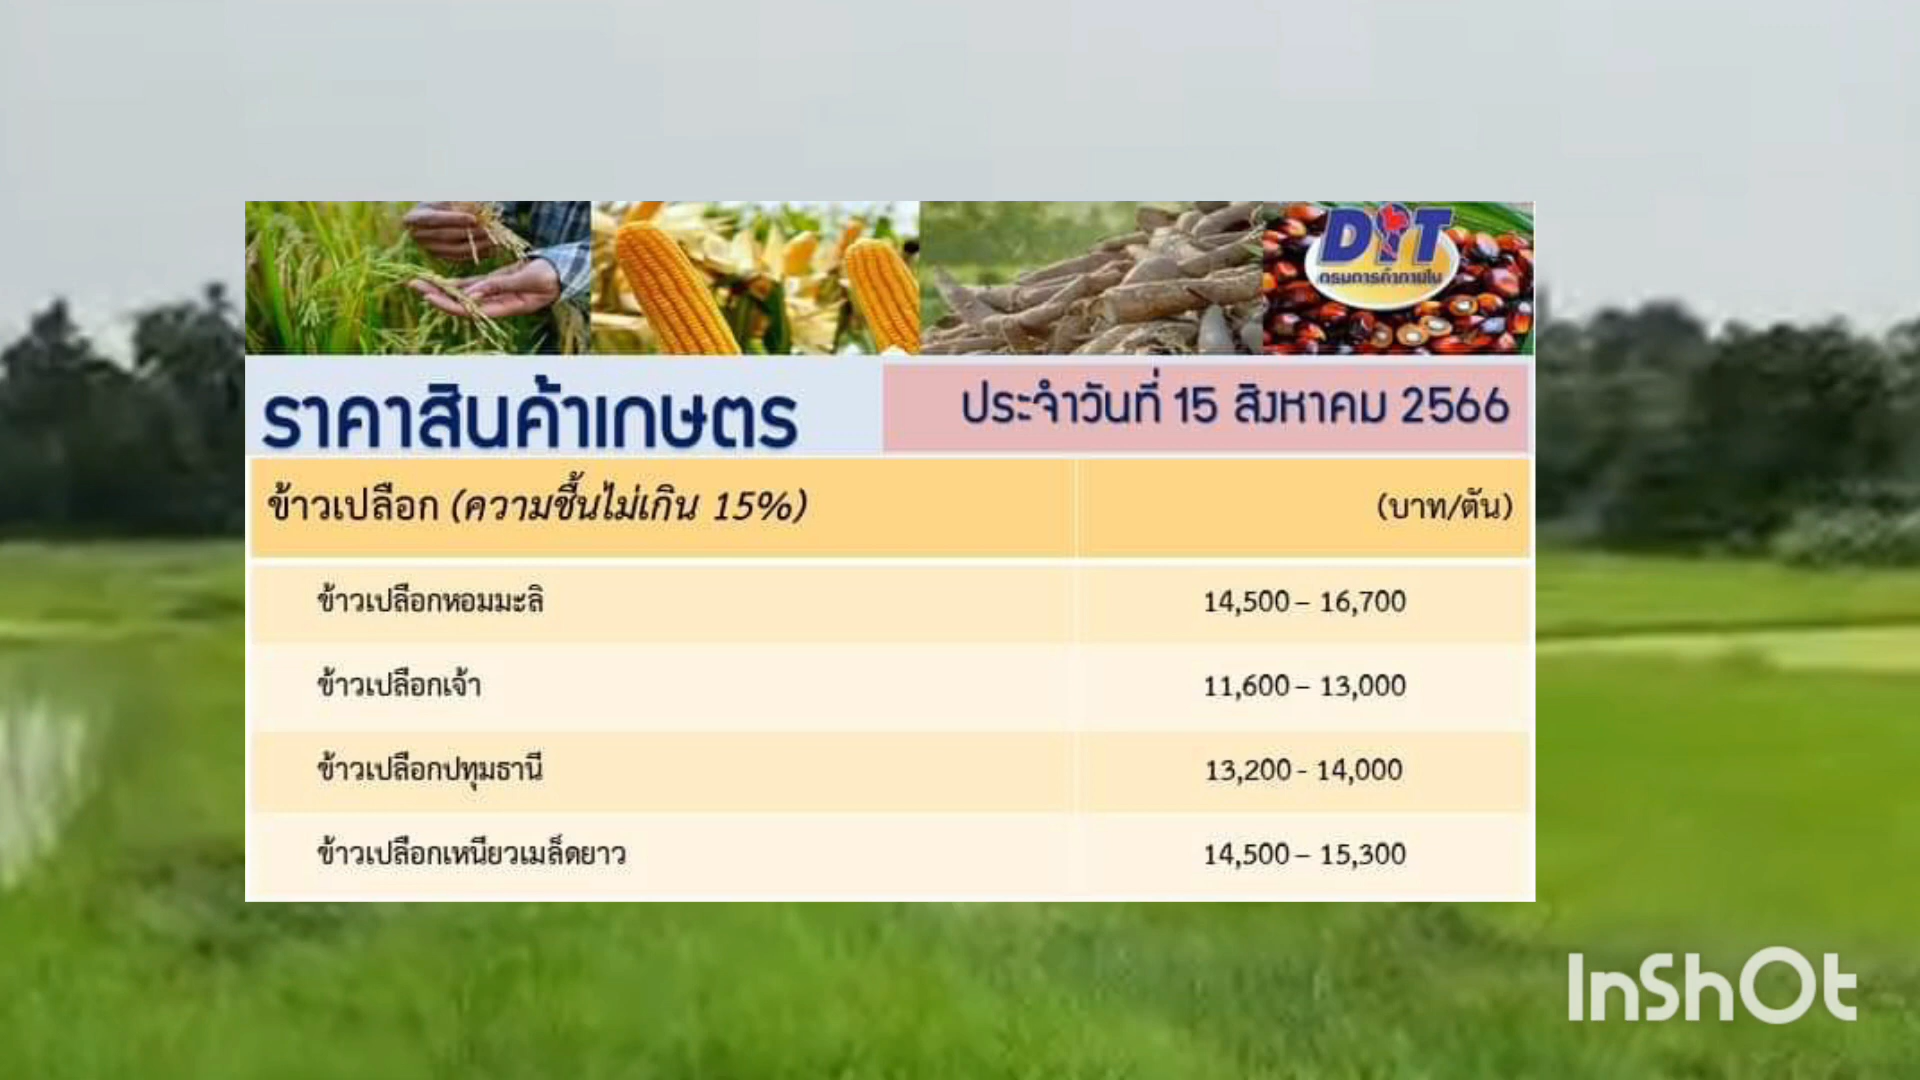 DIT
กรมการค้าภายใน
ราคาสินค้าเกษตร
ประจำวันที่ 15 สิงหาคม 2566
ข้าวเปลือก (ความชื้นไม่เกิน 15%) (บาท/ตัน)
ข้าวเปลือกหอมมะลิ 14,500 – 16,700
ข้าวเปลือกเจ้า 11,600 – 13,000
ข้าวเปลือกปทุมธานี 13,200 - 14,000
ข้าวเปลือกเหนียวเมล็ดยาว 14,500 – 15,300
InShOt